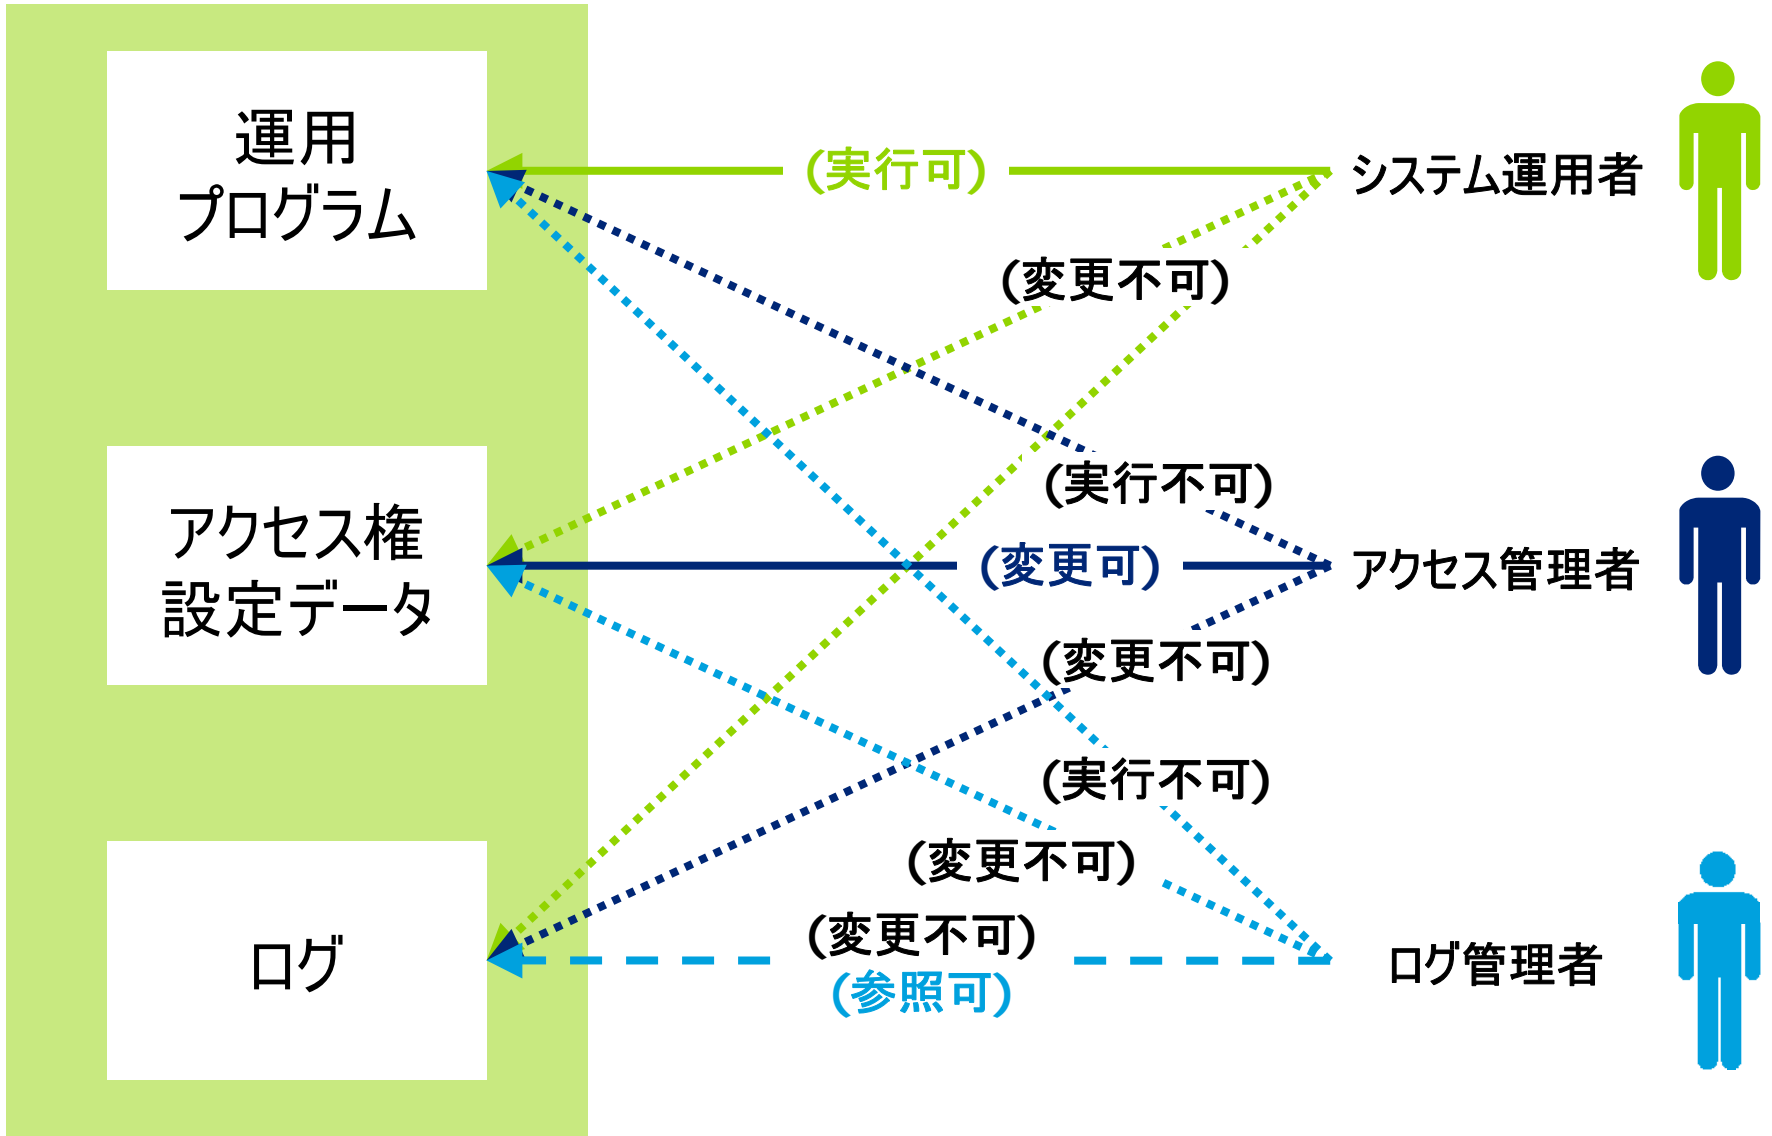 運用
プログラム
(実行可)
システム運用者
(変更不可)
(実行不可)
アクセス権
設定データ
(変更可)
アクセス管理者
(変更不可)
(実行不可)
(変更不可)
ログ
(変更不可)
(参照可)
ログ管理者